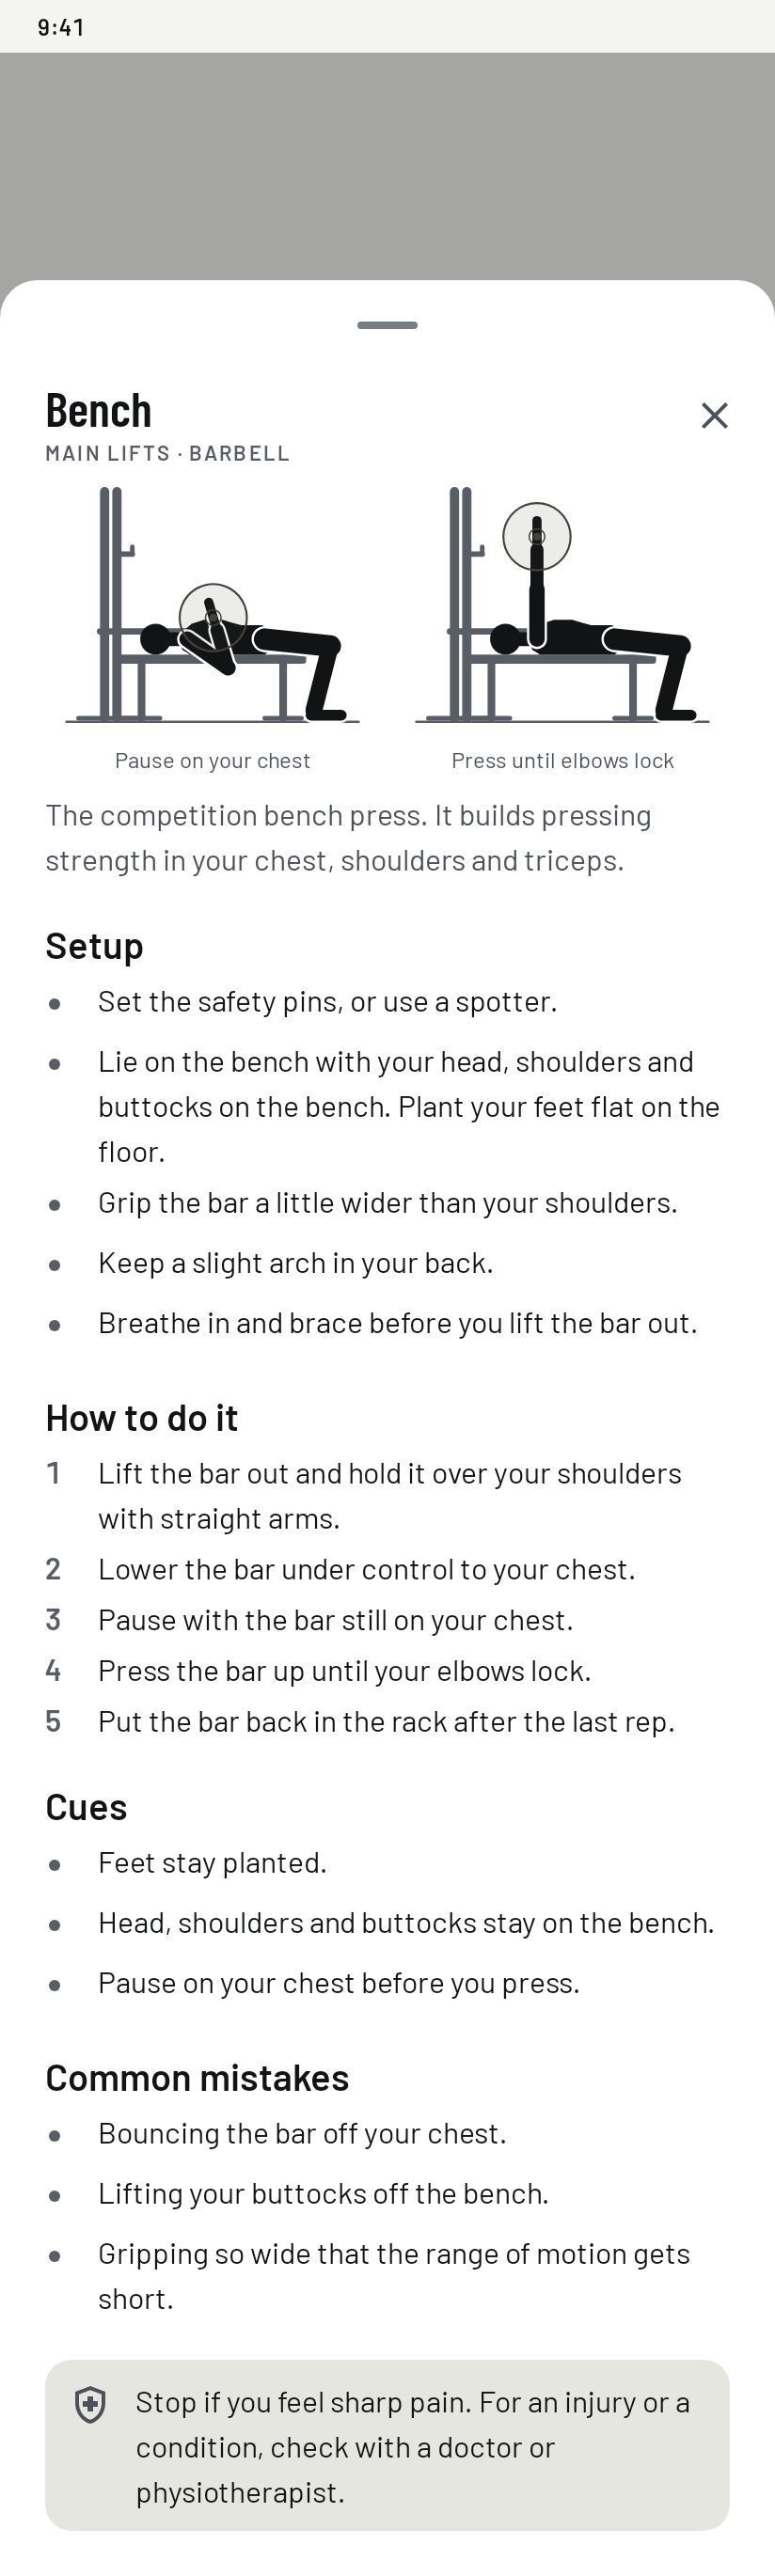 9:41
Bench
MAIN LIFTS · BARBELL
Pause on your chest
Press until elbows lock
The competition bench press. It builds pressing
strength in your chest, shoulders and triceps.
Setup
• Set the safety pins, or use a spotter.
• Lie on the bench with your head, shoulders and
buttocks on the bench. Plant your feet flat on the
floor.
• Grip the bar a little wider than your shoulders.
• Keep a slight arch in your back.
• Breathe in and brace before you lift the bar out.
How to do it
1 Lift the bar out and hold it over your shoulders
with straight arms.
2 Lower the bar under control to your chest.
3 Pause with the bar still on your chest.
4 Press the bar up until your elbows lock.
5 Put the bar back in the rack after the last rep.
Cues
• Feet stay planted.
• Head, shoulders and buttocks stay on the bench.
• Pause on your chest before you press.
Common mistakes
• Bouncing the bar off your chest.
• Lifting your buttocks off the bench.
• Gripping so wide that the range of motion gets
short.
Stop if you feel sharp pain. For an injury or a
condition, check with a doctor or
physiotherapist.